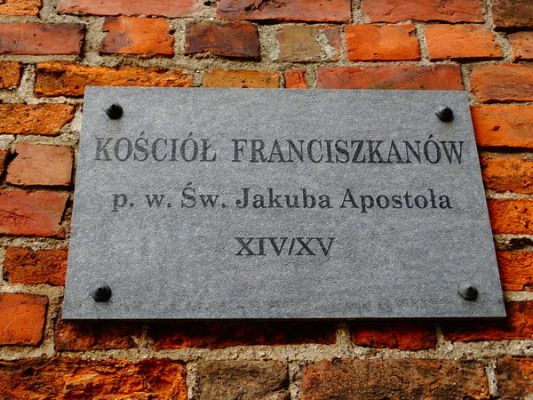 KOŚCIÓŁ FRANCISZKANÓW
p. w. Św. Jakuba Apostoła
XIV/XV